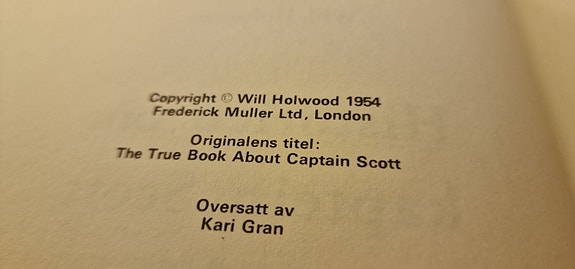 Copyright © Will Holwood 1954
Frederick Muller Ltd, London
Originalens titel:
The True Book About Captain Scott
Oversatt av
Kari Gran